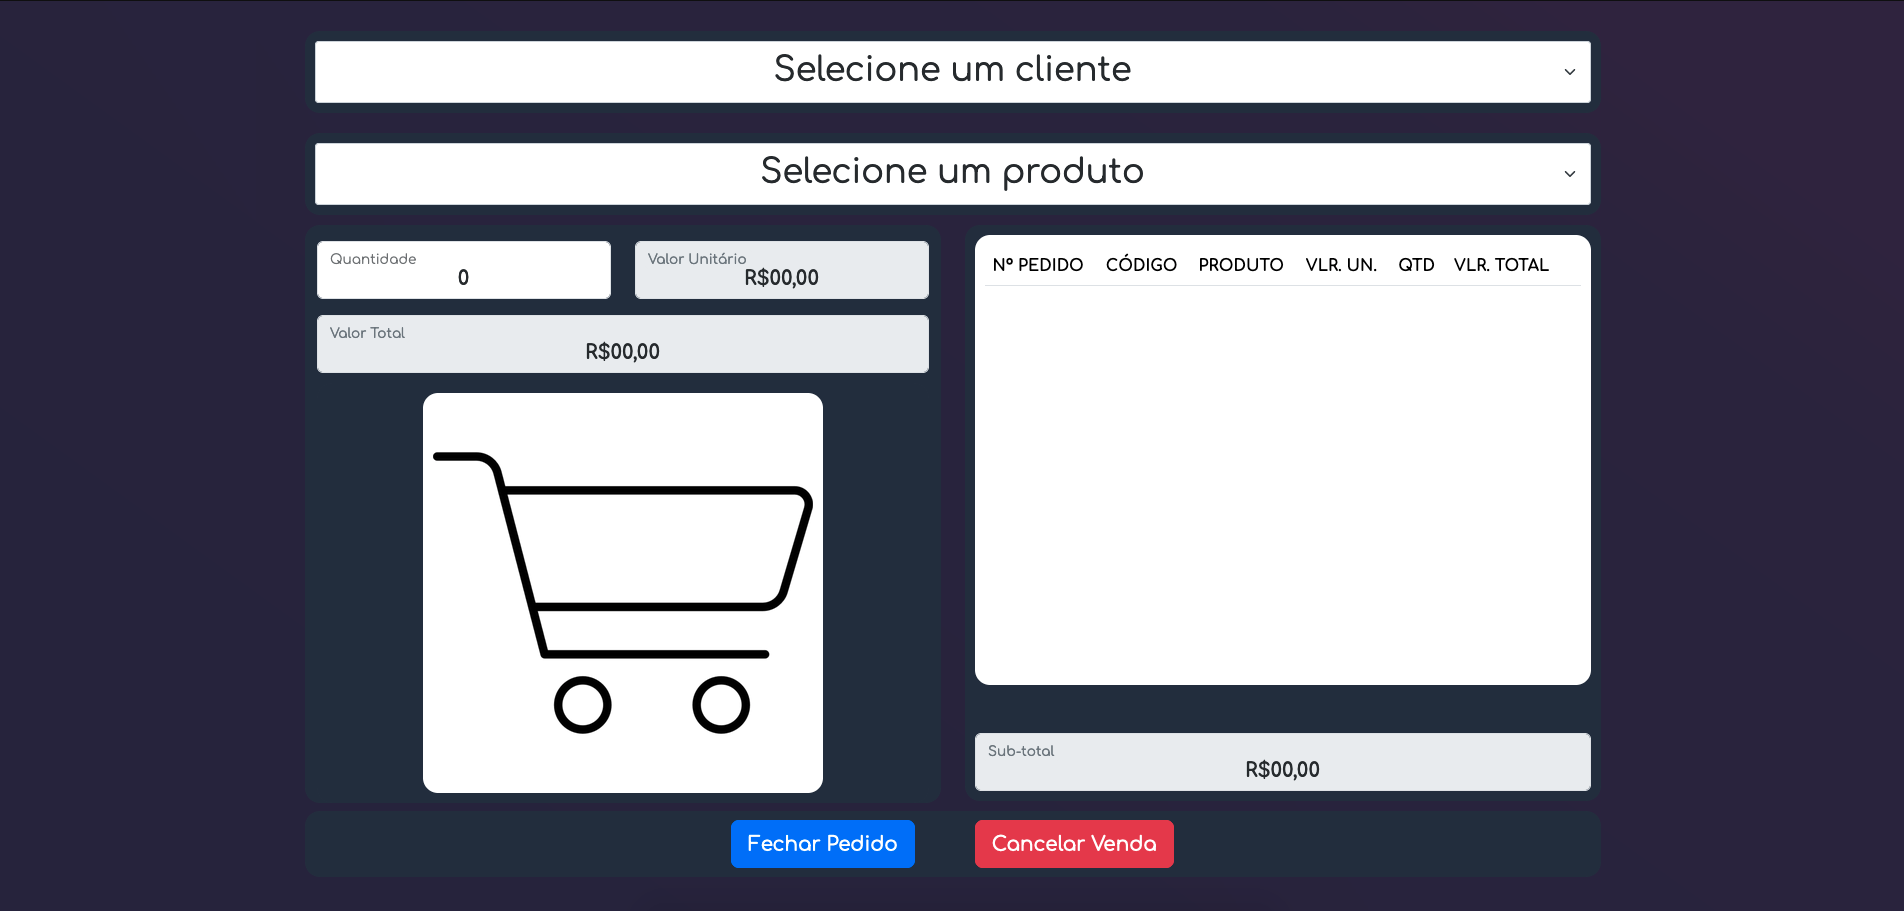 Selecione um cliente
Selecione um produto
Quantidade
0
Valor Unitário
R$00,00
Valor Total
R$00,00
Nº PEDIDO CÓDIGO PRODUTO VLR. UN. QTD VLR. TOTAL
Sub-total
R$00,00
Fechar Pedido
Cancelar Venda